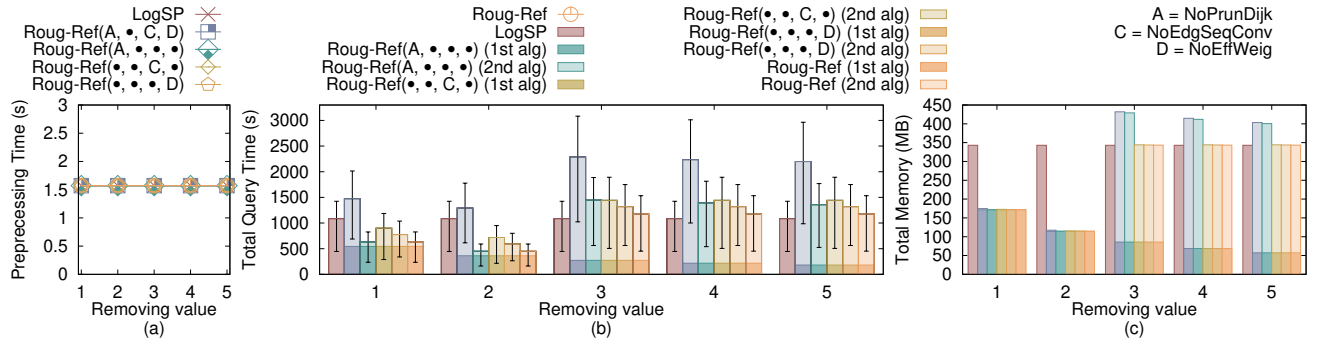 LogSP
Roug-Ref(A, •, C, D)
Roug-Ref(A, •, •, •)
Roug-Ref(•, •, C, •)
Roug-Ref(•, •, •, D)
Roug-Ref
LogSP
Roug-Ref(A, •, •, •) (1st alg)
Roug-Ref(A, •, •, •) (2nd alg)
Roug-Ref(•, •, C, •) (1st alg)
Roug-Ref(•, •, C, •) (2nd alg)
Roug-Ref(•, •, •, D) (1st alg)
Roug-Ref(•, •, •, D) (2nd alg)
Roug-Ref (1st alg)
Roug-Ref (2nd alg)
A = NoPrunDijk
C = NoEdgSeqConv
D = NoEffWeig
Preprecessing Time (s)
3
2.5
2
1.5
1
0.5
0
1 2 3 4 5
Removing value
(a)
Total Query Time (s)
3000
2500
2000
1500
1000
500
0
1 2 3 4 5
Removing value
(b)
Total Memory (MB)
450
400
350
300
250
200
150
100
50
0
1 2 3 4 5
Removing value
(c)